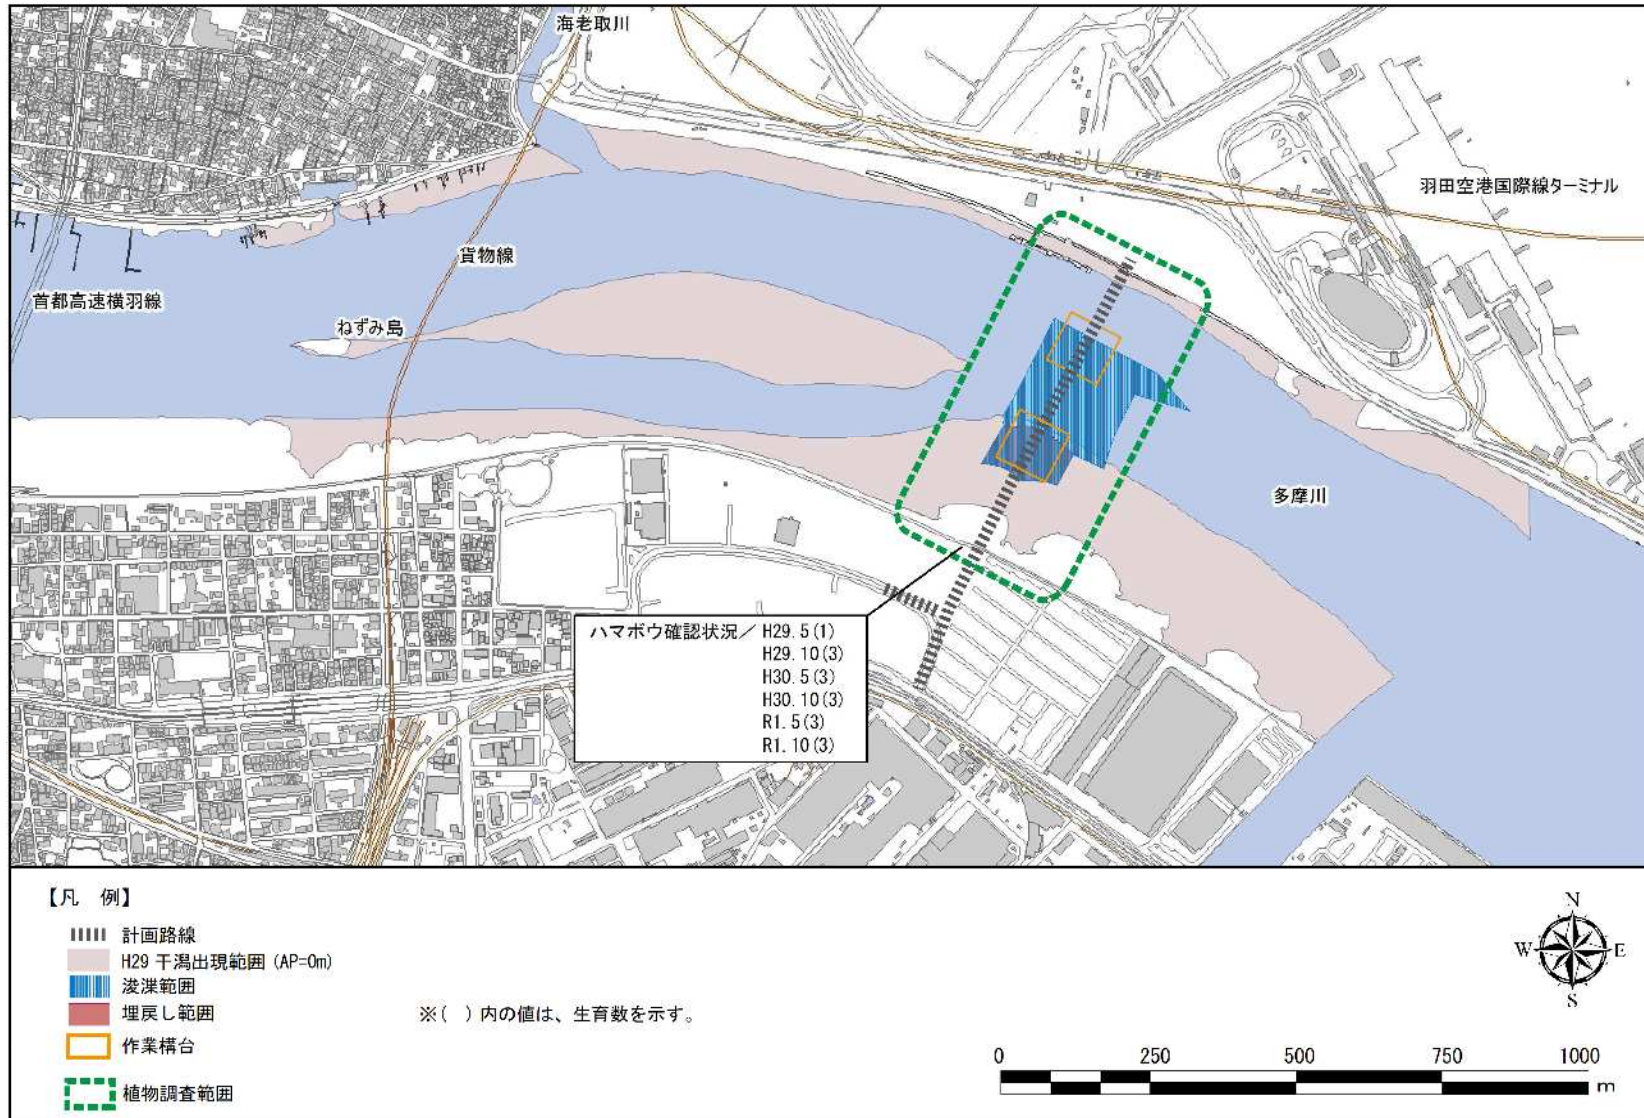 海老取川
羽田空港国際線ターミナル
貨物線
首都高速横羽線
ねずみ島
多摩川
ハマボウ確認状況／ H29.5(1)
H29.10(3)
H30.5(3)
H30.10(3)
R1.5(3)
R1.10(3)
【凡 例】
計画路線
H29 干潟出現範囲 (AP=0m)
浚渫範囲
埋戻し範囲
※( )内の値は、生育数を示す。
作業構台
植物調査範囲
N
W
E
S
0 250 500 750 1000
m